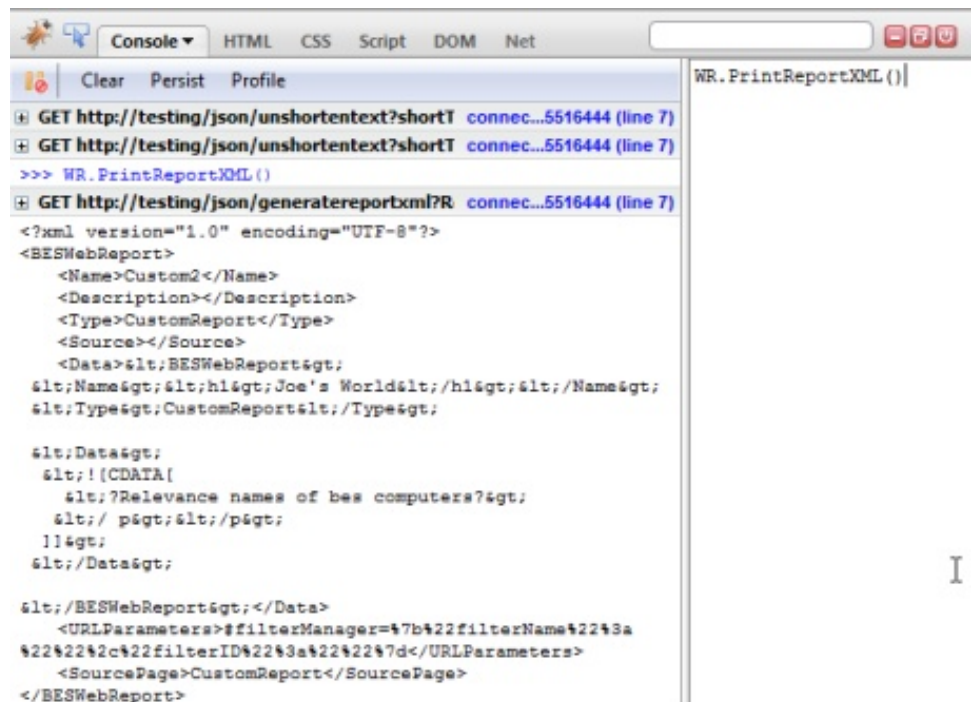 Console HTML CSS Script DOM Net
Clear Persist Profile
GET http://testing/json/unshortentext?shortT connec...5516444 (line 7)
GET http://testing/json/unshortentext?shortT connec...5516444 (line 7)
>>> WR.PrintReportXML()
GET http://testing/json/generatereportxml?R connec...5516444 (line 7)
<?xml version="1.0" encoding="UTF-8"?>
<BESWebReport>
<Name>Custom2</Name>
<Description></Description>
<Type>CustomReport</Type>
<Source></Source>
<Data>&lt;BESWebReport&gt;
&lt;Name&gt;&lt;h1&gt;Joe's World&lt;/h1&gt;&lt;/Name&gt;
&lt;Type&gt;CustomReport&lt;/Type&gt;
&lt;Data&gt;
&lt;![CDATA[
&lt;?Relevance names of bes computers?&gt;
&lt;/ p&gt;&lt;/p&gt;
]]&gt;
&lt;/Data&gt;
&lt;/BESWebReport&gt;</Data>
<URLParameters>#filterManager=%7b%22filterName%22%3a
%22%22%2c%22filterID%22%3a%22%22%7d</URLParameters>
<SourcePage>CustomReport</SourcePage>
</BESWebReport>
WR.PrintReportXML()